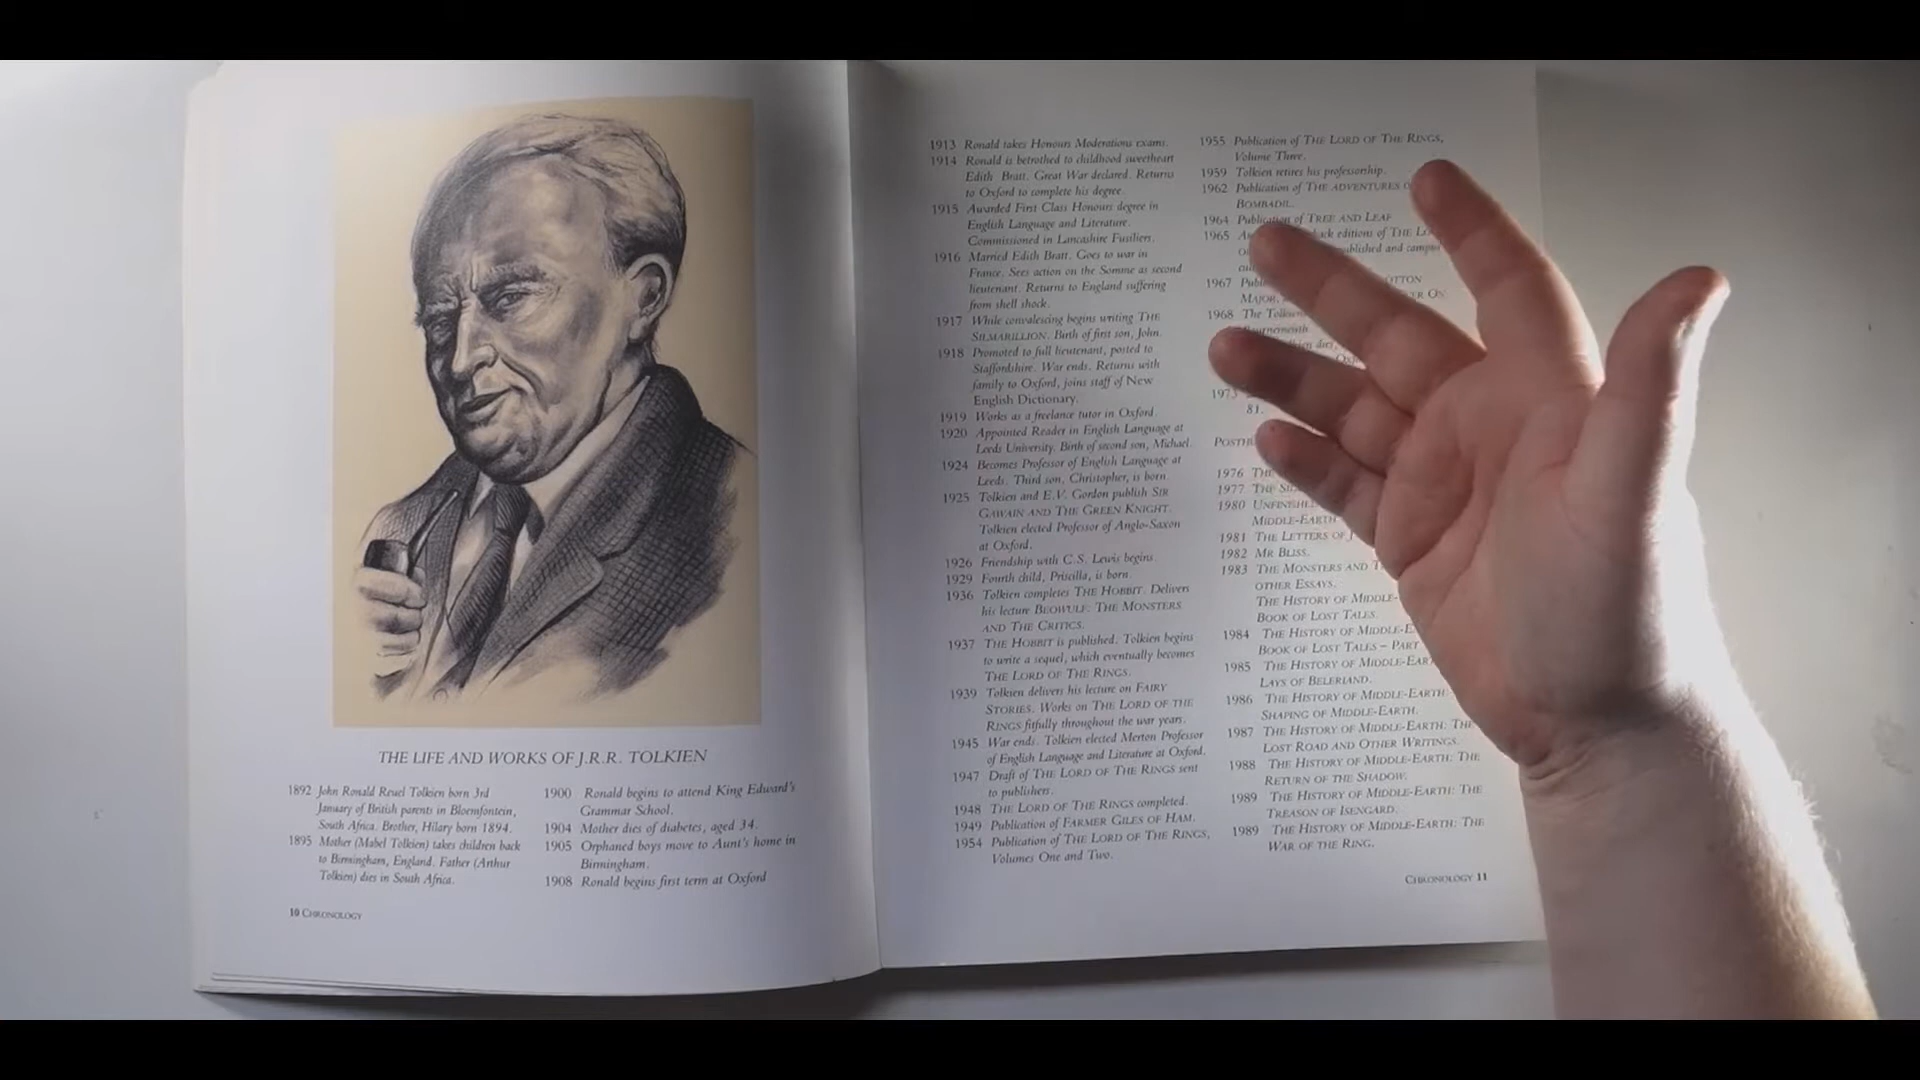 THE LIFE AND WORKS OF J.R.R. TOLKIEN
1892 John Ronald Reuel Tolkien born 3rd
January of British parents in Bloemfontein,
South Africa. Brother, Hilary born 1894.
1895 Mother (Mabel Tolkien) takes children back
to Birmingham, England. Father (Arthur
Tolkien) dies in South Africa.
1900 Ronald begins to attend King Edward's
Grammar School.
1904 Mother dies of diabetes, aged 34.
1905 Orphaned boys move to Aunt's home in
Birmingham.
1908 Ronald begins first term at Oxford
10 CHRONOLOGY
1913 Ronald takes Honours Moderations exams.
1914 Ronald is betrothed to childhood sweetheart
Edith Bratt. Great War declared. Returns
to Oxford to complete his degree.
1915 Awarded First Class Honours degree in
English Language and Literature.
Commissioned in Lancashire Fusiliers.
1916 Married Edith Bratt. Goes to war in
France. Sees action on the Somme as second
lieutenant. Returns to England suffering
from shell shock.
1917 While convalescing begins writing THE
SILMARILLION. Birth of first son, John.
1918 Promoted to full lieutenant, posted to
Staffordshire. War ends. Returns with
family to Oxford, joins staff of New
English Dictionary.
1919 Works as a freelance tutor in Oxford.
1920 Appointed Reader in English Language at
Leeds University. Birth of second son, Michael.
1924 Becomes Professor of English Language at
Leeds. Third son, Christopher, is born.
1925 Tolkien and E.V. Gordon publish SIR
GAWAIN AND THE GREEN KNIGHT.
Tolkien elected Professor of Anglo-Saxon
at Oxford.
1926 Friendship with C.S. Lewis begins.
1929 Fourth child, Priscilla, is born.
1936 Tolkien completes THE HOBBIT. Delivers
his lecture BEOWULF: THE MONSTERS
AND THE CRITICS.
1937 THE HOBBIT is published. Tolkien begins
to write a sequel, which eventually becomes
THE LORD OF THE RINGS.
1939 Tolkien delivers his lecture on FAIRY
STORIES. Works on THE LORD OF THE
RINGS fitfully throughout the war years.
1945 War ends. Tolkien elected Merton Professor
of English Language and Literature at Oxford.
1947 Draft of THE LORD OF THE RINGS sent
to publishers.
1948 THE LORD OF THE RINGS completed.
1949 Publication of FARMER GILES OF HAM.
1954 Publication of THE LORD OF THE RINGS,
Volumes One and Two.
1955 Publication of THE LORD OF THE RINGS,
Volume Three.
1959 Tolkien retires his professorship.
1962 Publication of THE ADVENTURES
BOMBADIL.
1964 Publication of TREE AND LEAF
1965 editions of THE
published and campus
1967
MAJOR ON
1968 The
Bournemouth.
dies,
81.
1976 THE
1977 THE
1980
MIDDLE-EARTH
1981 THE LETTERS OF
1982 MR BLISS.
1983 THE MONSTERS AND
OTHER ESSAYS.
THE HISTORY OF MIDDLE-
BOOK OF LOST TALES.
1984 THE HISTORY OF MIDDLE-
BOOK OF LOST TALES – PART
1985 THE HISTORY OF MIDDLE-EAR
LAYS OF BELERIAND.
1986 THE HISTORY OF MIDDLE-EARTH:
SHAPING OF MIDDLE-EARTH.
1987 THE HISTORY OF MIDDLE-EARTH: THE
LOST ROAD AND OTHER WRITINGS.
1988 THE HISTORY OF MIDDLE-EARTH: THE
RETURN OF THE SHADOW.
1989 THE HISTORY OF MIDDLE-EARTH: THE
TREASON OF ISENGARD.
1989 THE HISTORY OF MIDDLE-EARTH: THE
WAR OF THE RING.
CHRONOLOGY 11